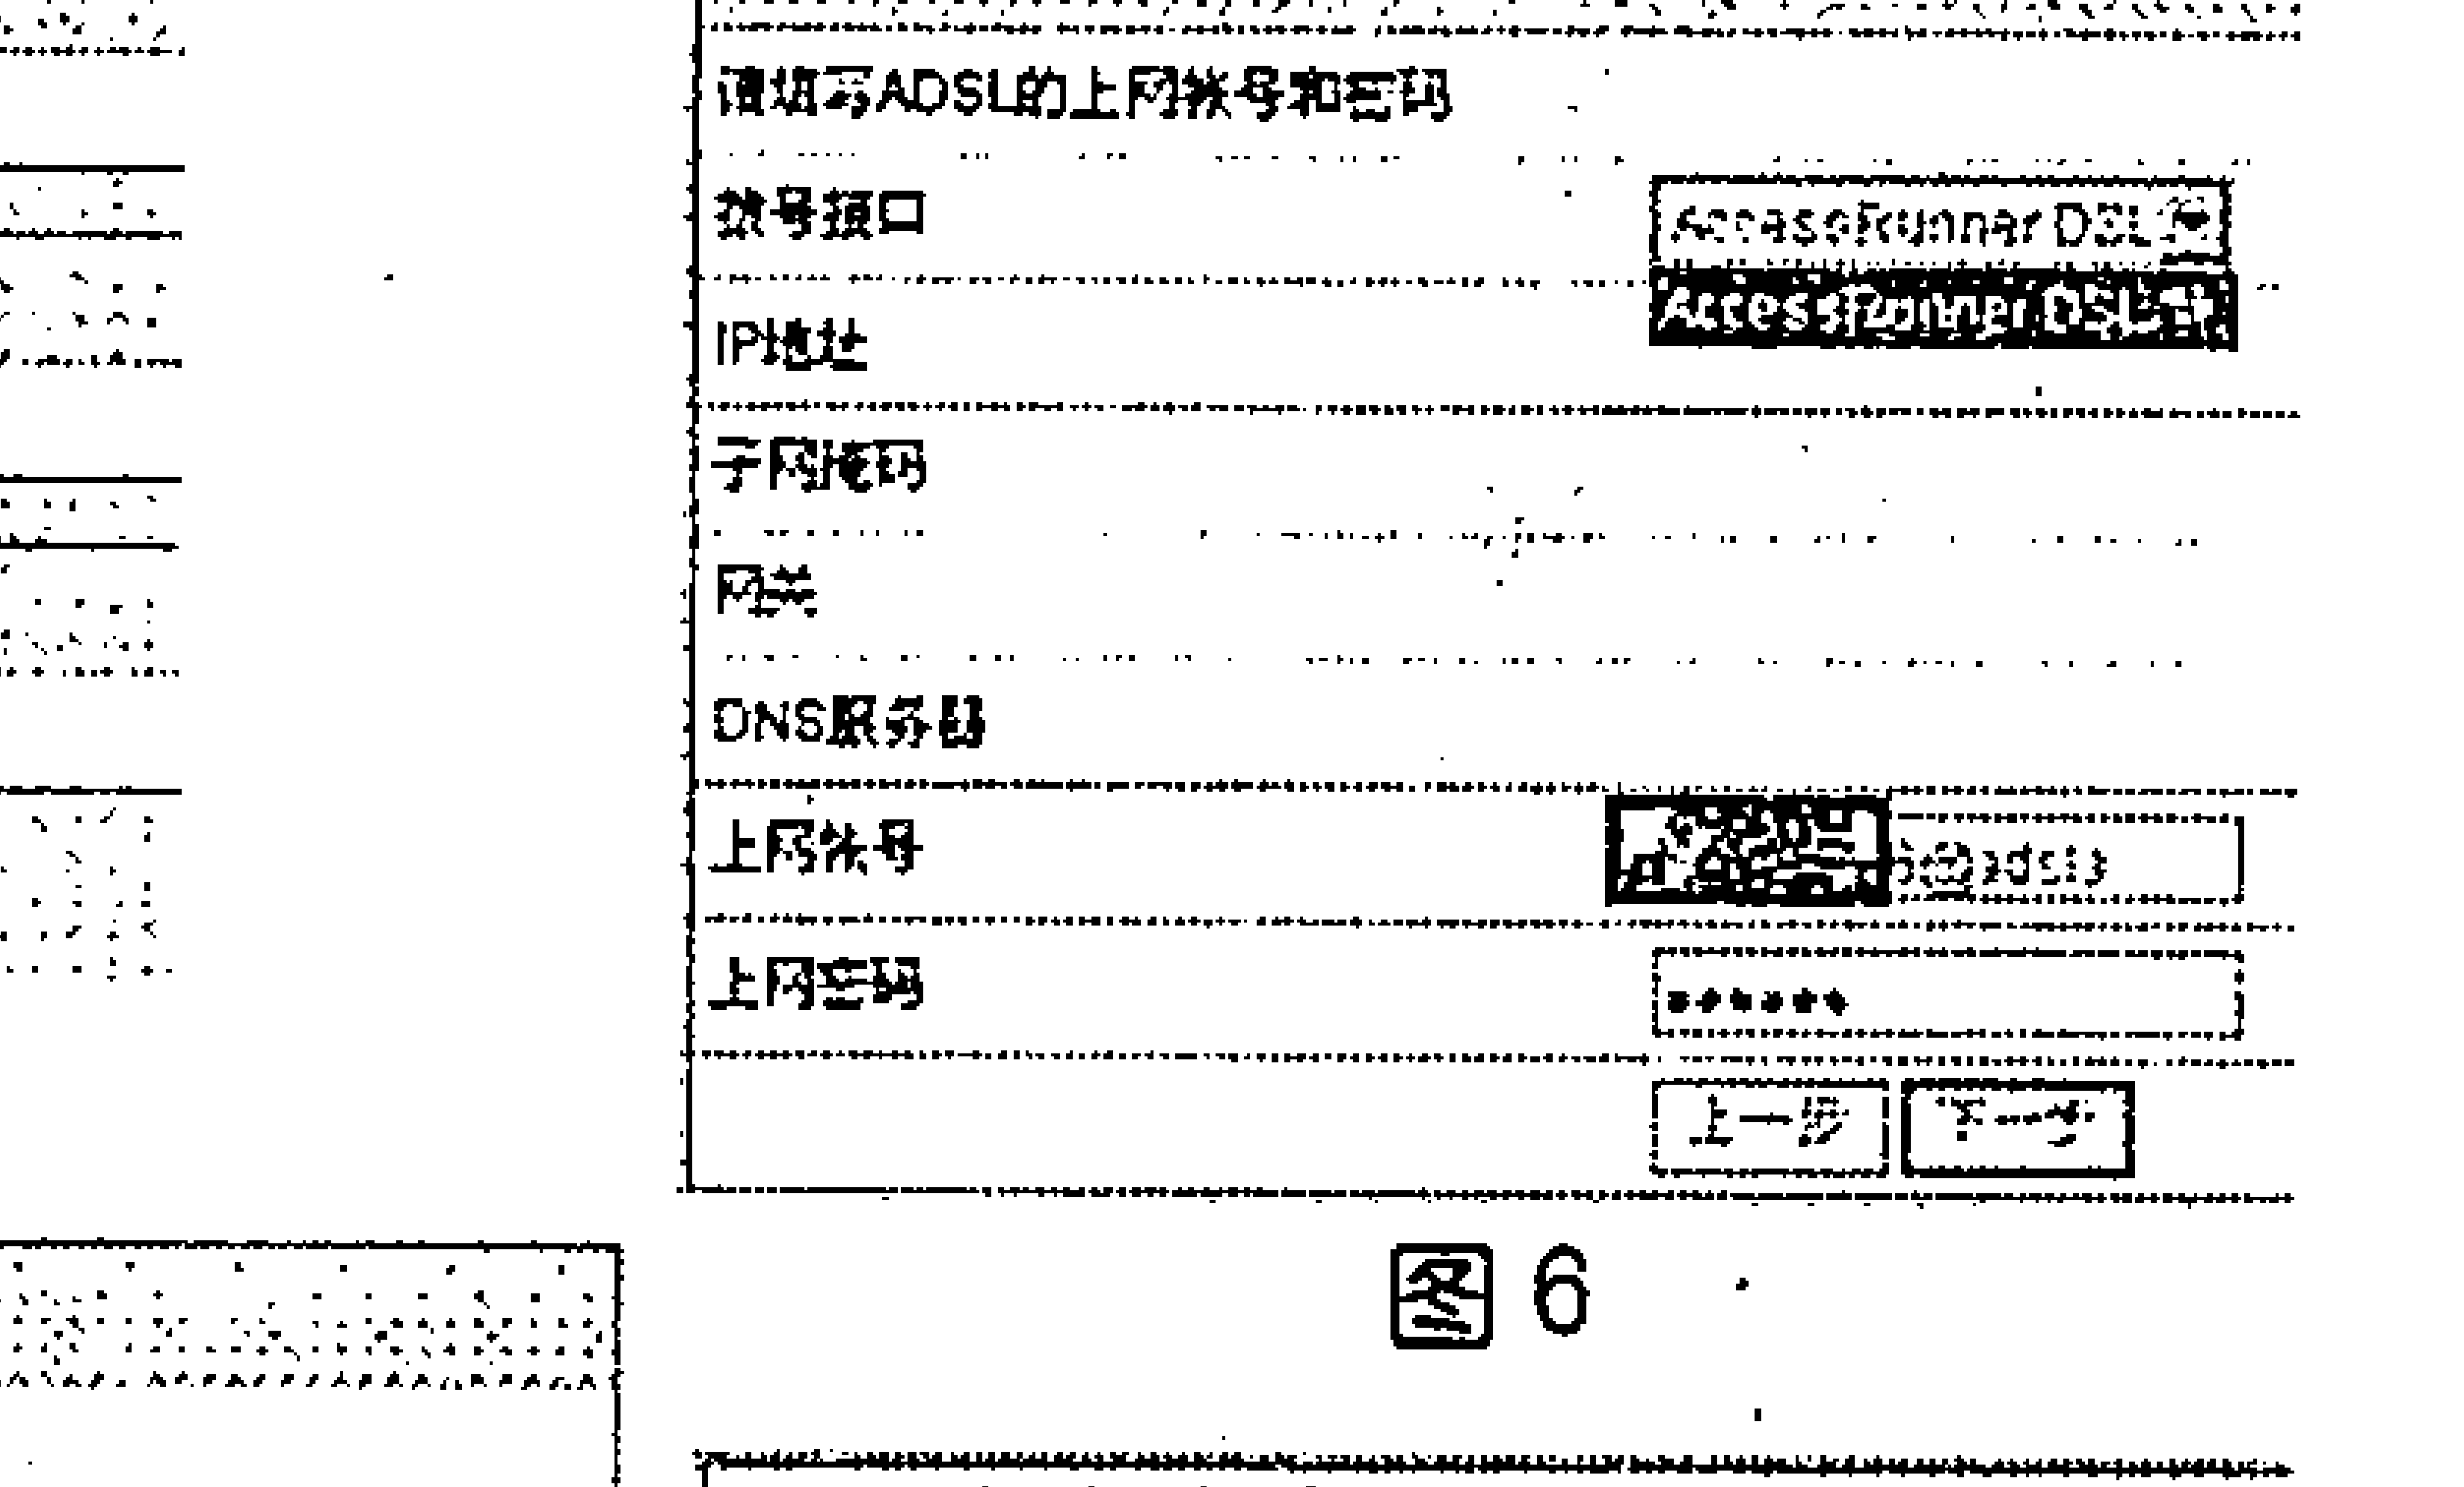 请填写ADSL的上网帐号和密码
拨号接口
AccessRunner DSL
AccessRunner DSL
IP地址
子网掩码
网关
DNS服务器
上网帐号
上网密码
上一步 下一步
图 6